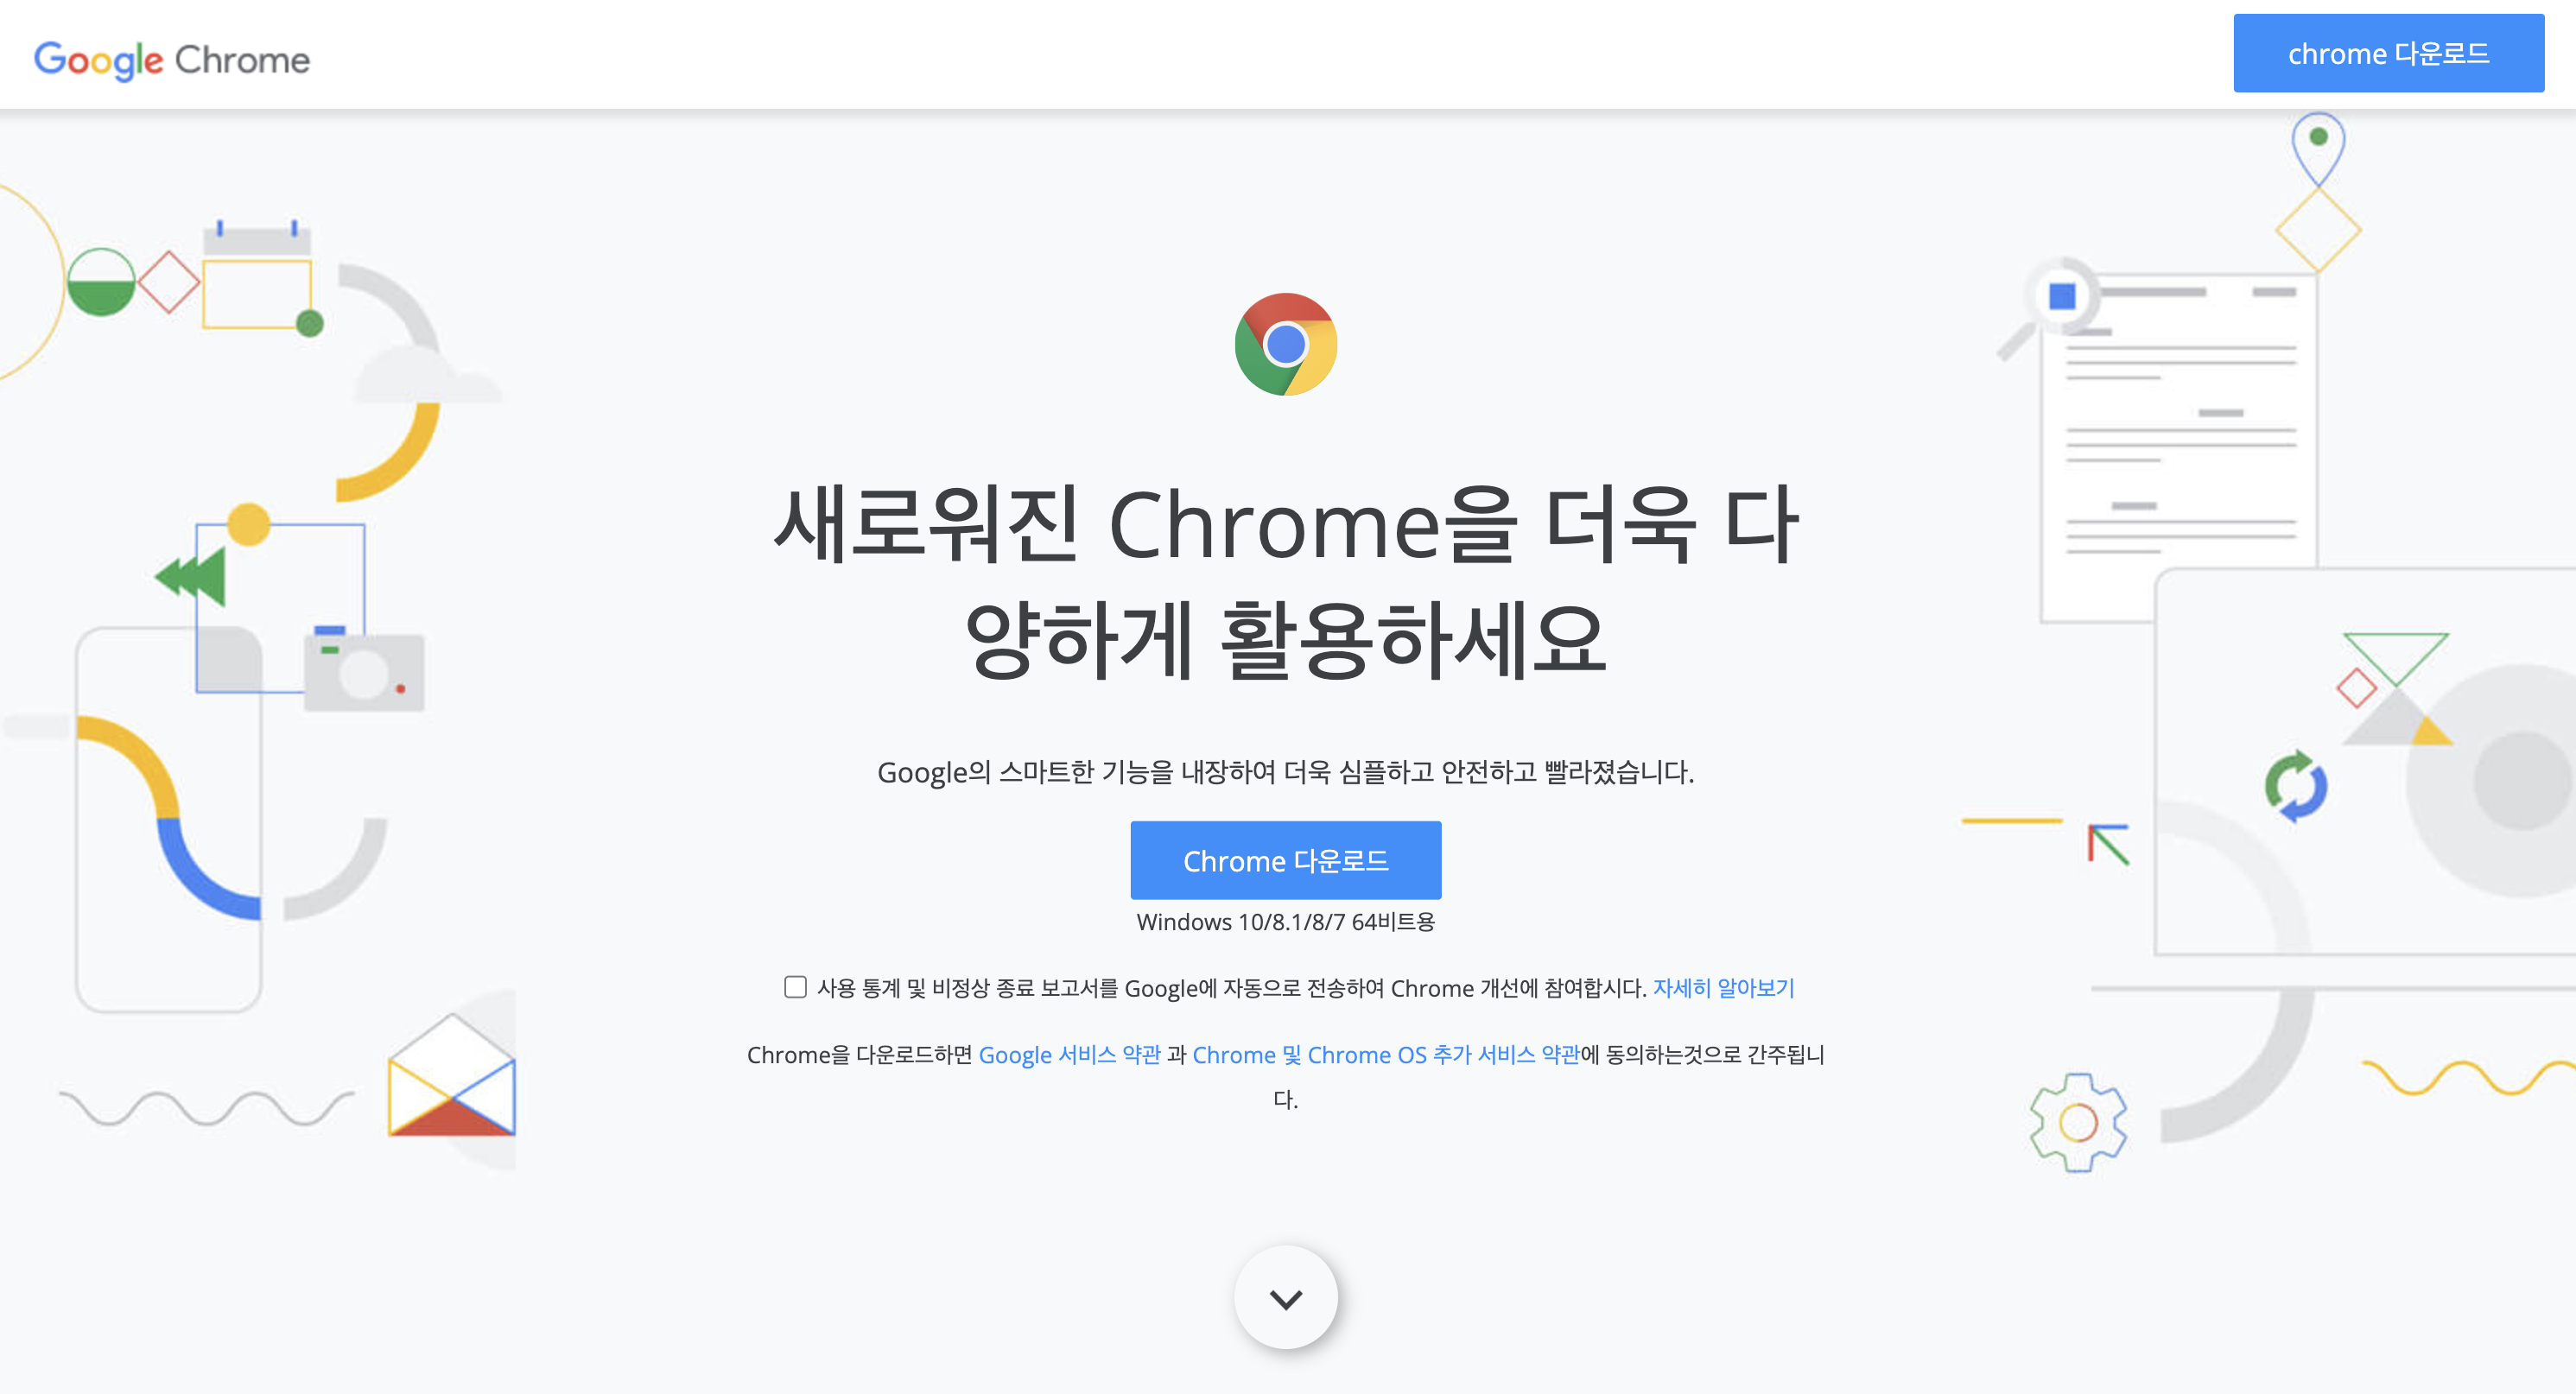 Google Chrome
chrome 다운로드
새로워진 Chrome을 더욱 다
양하게 활용하세요
Google의 스마트한 기능을 내장하여 더욱 심플하고 안전하고 빨라졌습니다.
Chrome 다운로드
Windows 10/8.1/8/7 64비트용
사용 통계 및 비정상 종료 보고서를 Google에 자동으로 전송하여 Chrome 개선에 참여합시다. 자세히 알아보기
Chrome을 다운로드하면 Google 서비스 약관 과 Chrome 및 Chrome OS 추가 서비스 약관에 동의하는것으로 간주됩니
다.